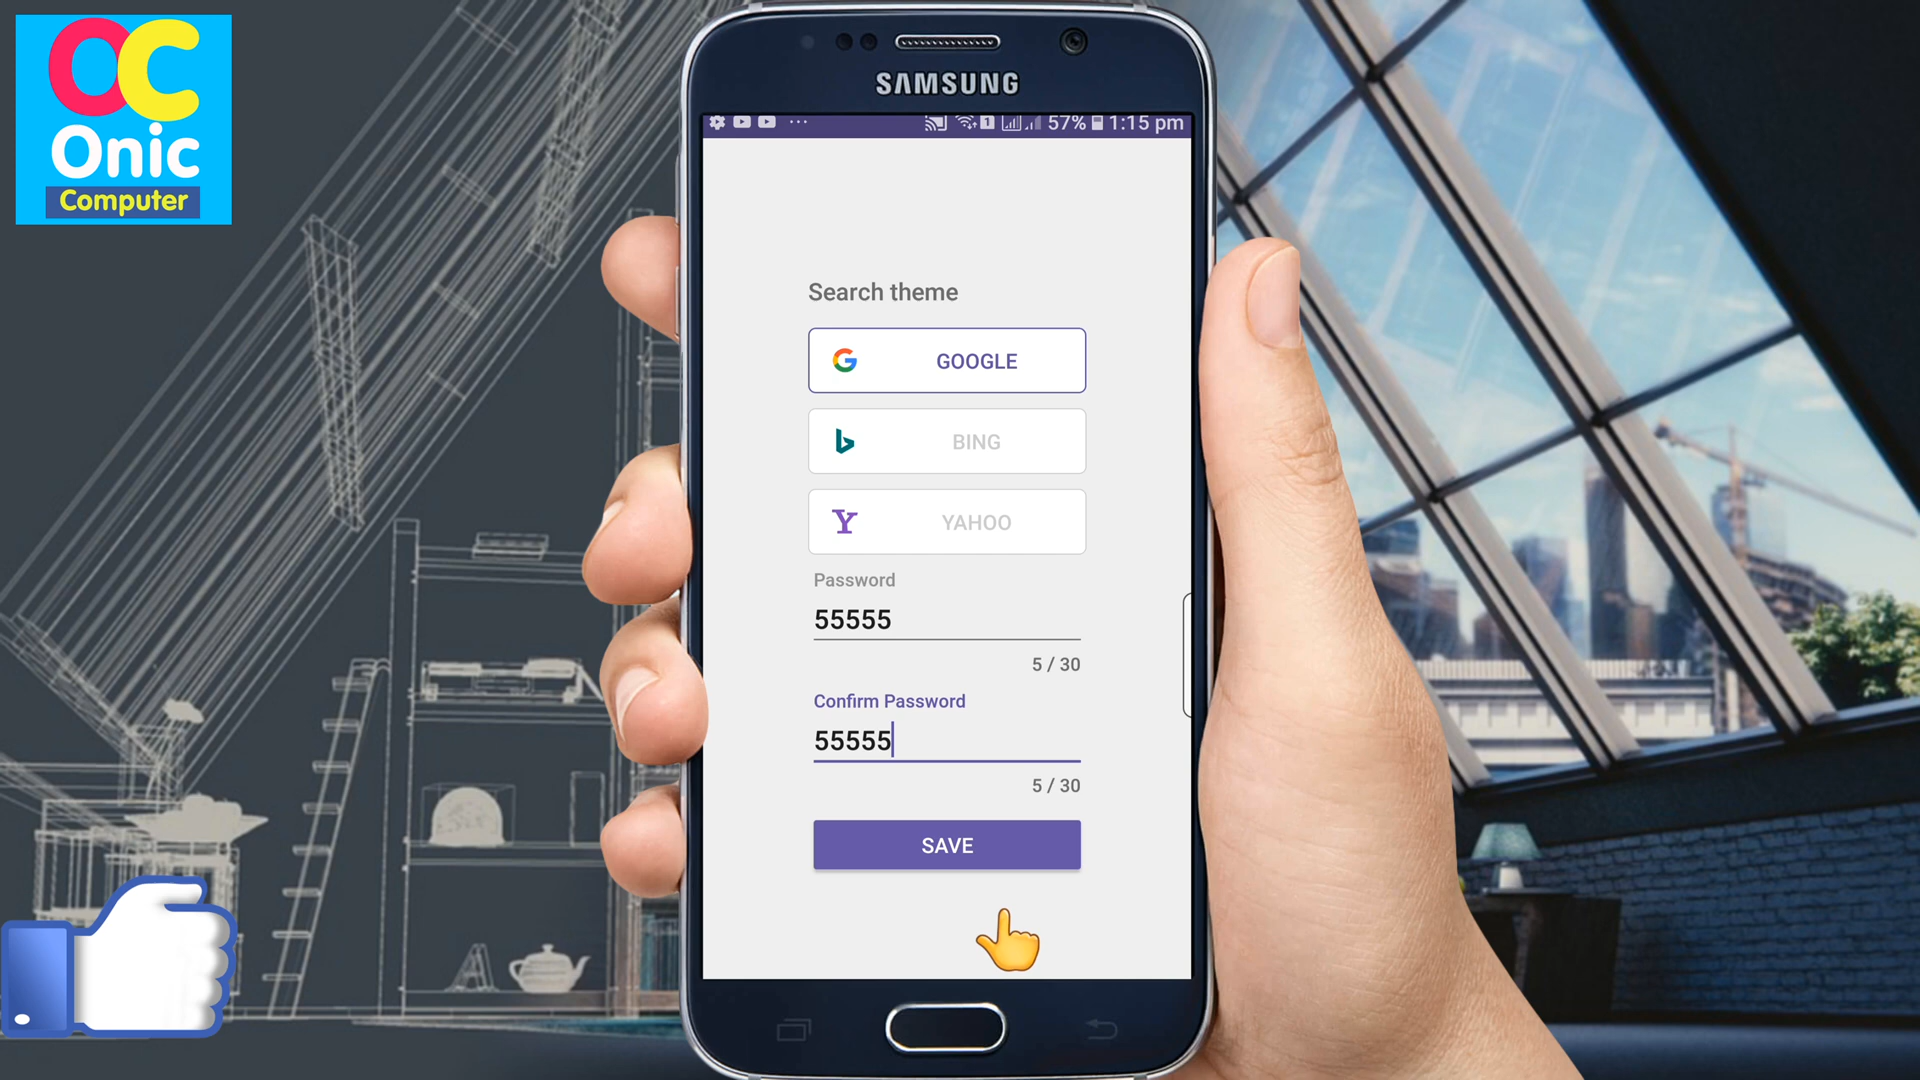 OC
Onic
Computer
SAMSUNG
1 57% 1:15 pm
Search theme
GOOGLE
BING
YAHOO
Password
55555
5 / 30
Confirm Password
55555
5 / 30
SAVE